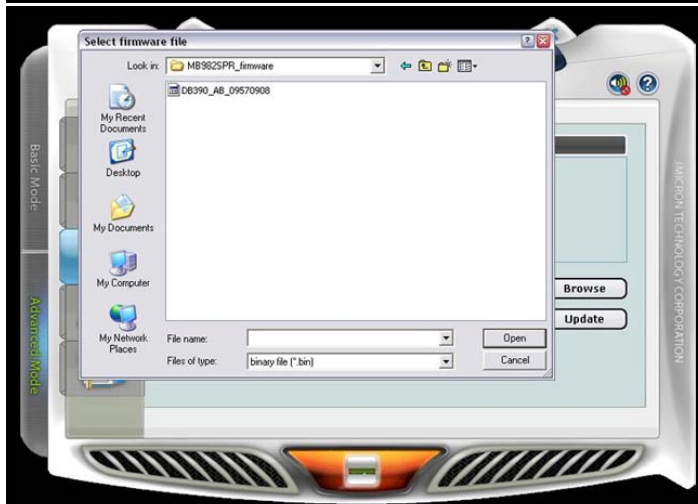 Select firmware file
Look in:
MB982SPR_firmware
DB390_AB_09570908
My Recent
Documents
Desktop
My Documents
My Computer
My Network
Places
File name:
Open
Files of type:
binary file (*.bin)
Cancel
Basic Mode
Advanced Mode
Browse
Update
JMICRON TECHNOLOGY CORPORATION